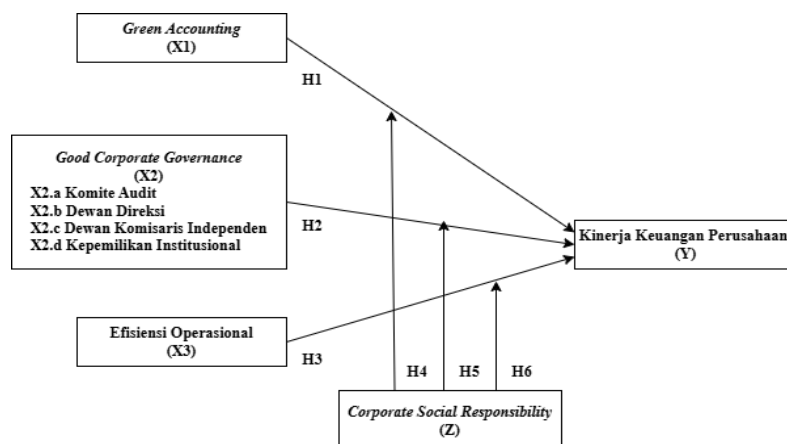 Green Accounting
(X1)
H1
Good Corporate Governance
(X2)
X2.a Komite Audit
X2.b Dewan Direksi
X2.c Dewan Komisaris Independen
X2.d Kepemilikan Institusional
H2
Kinerja Keuangan Perusahaan
(Y)
Efisiensi Operasional
(X3)
H3
H4
H5
H6
Corporate Social Responsibility
(Z)